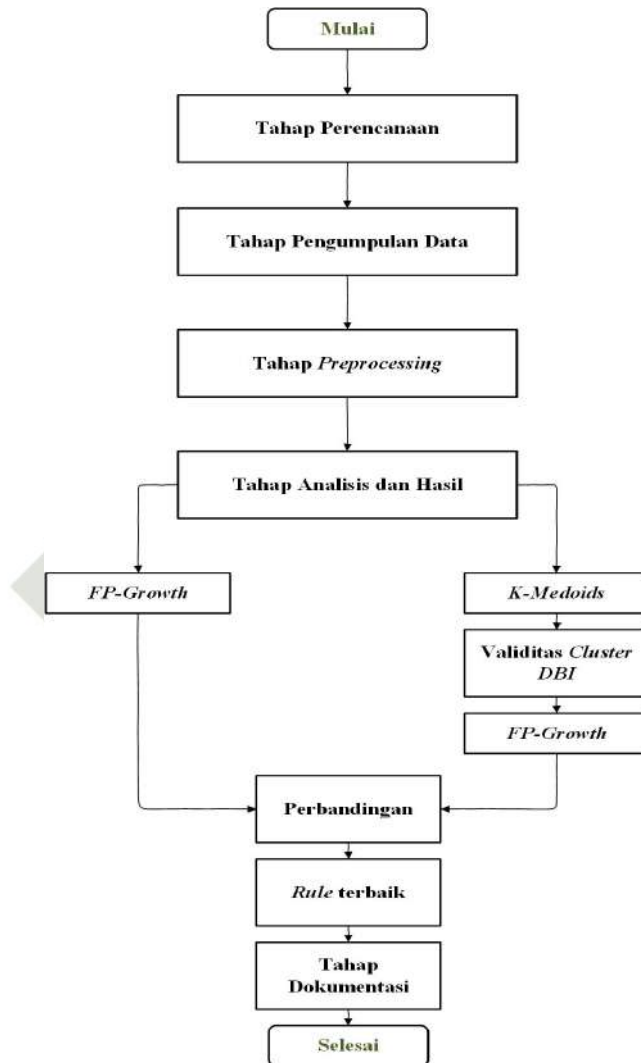 Mulai
Tahap Perencanaan
Tahap Pengumpulan Data
Tahap Preprocessing
Tahap Analisis dan Hasil
FP-Growth
K-Medoids
Validitas Cluster
DBI
FP-Growth
Perbandingan
Rule terbaik
Tahap
Dokumentasi
Selesai